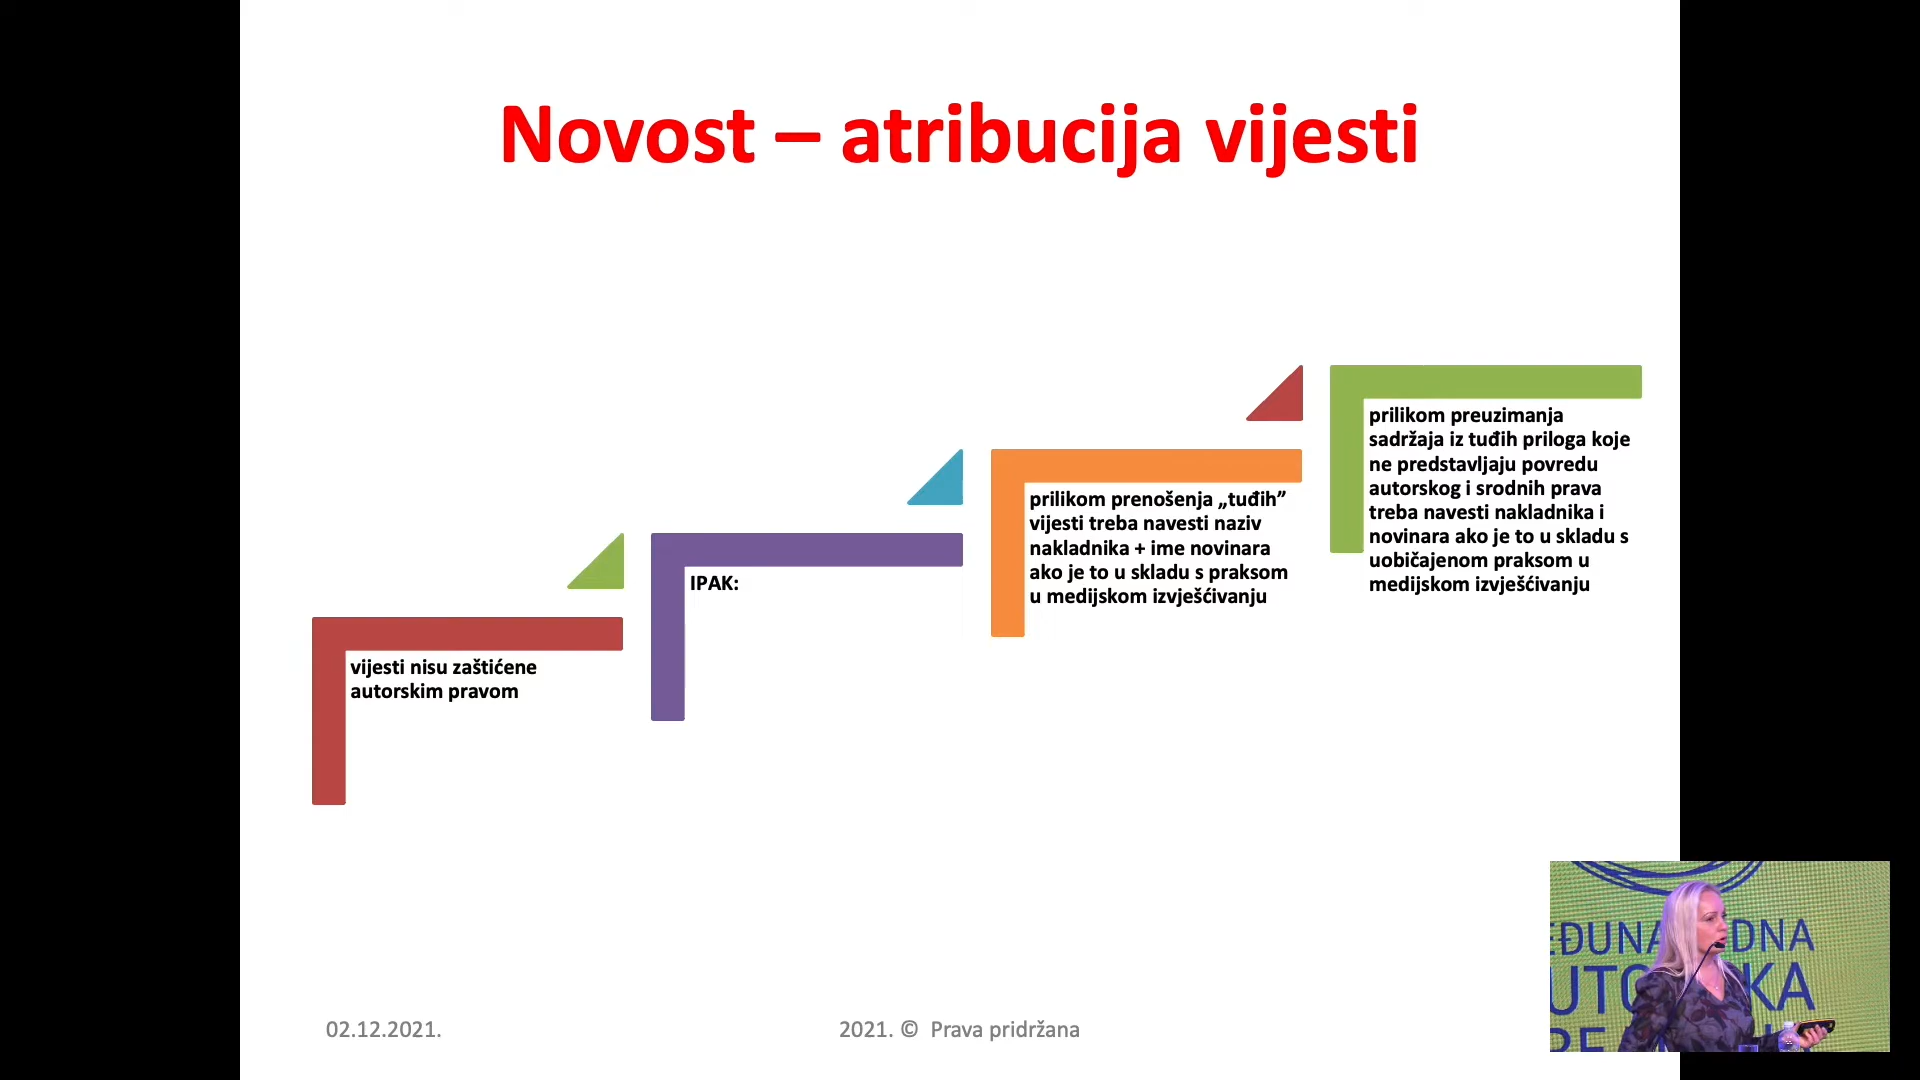 Novost – atribucija vijesti
vijesti nisu zaštićene
autorskim pravom
IPAK:
prilikom prenošenja „tuđih”
vijesti treba navesti naziv
nakladnika + ime novinara
ako je to u skladu s praksom
u medijskom izvješćivanju
prilikom preuzimanja
sadržaja iz tuđih priloga koje
ne predstavljaju povredu
autorskog i srodnih prava
treba navesti nakladnika i
novinara ako je to u skladu s
uobičajenom praksom u
medijskom izvješćivanju
02.12.2021.
2021. © Prava pridržana